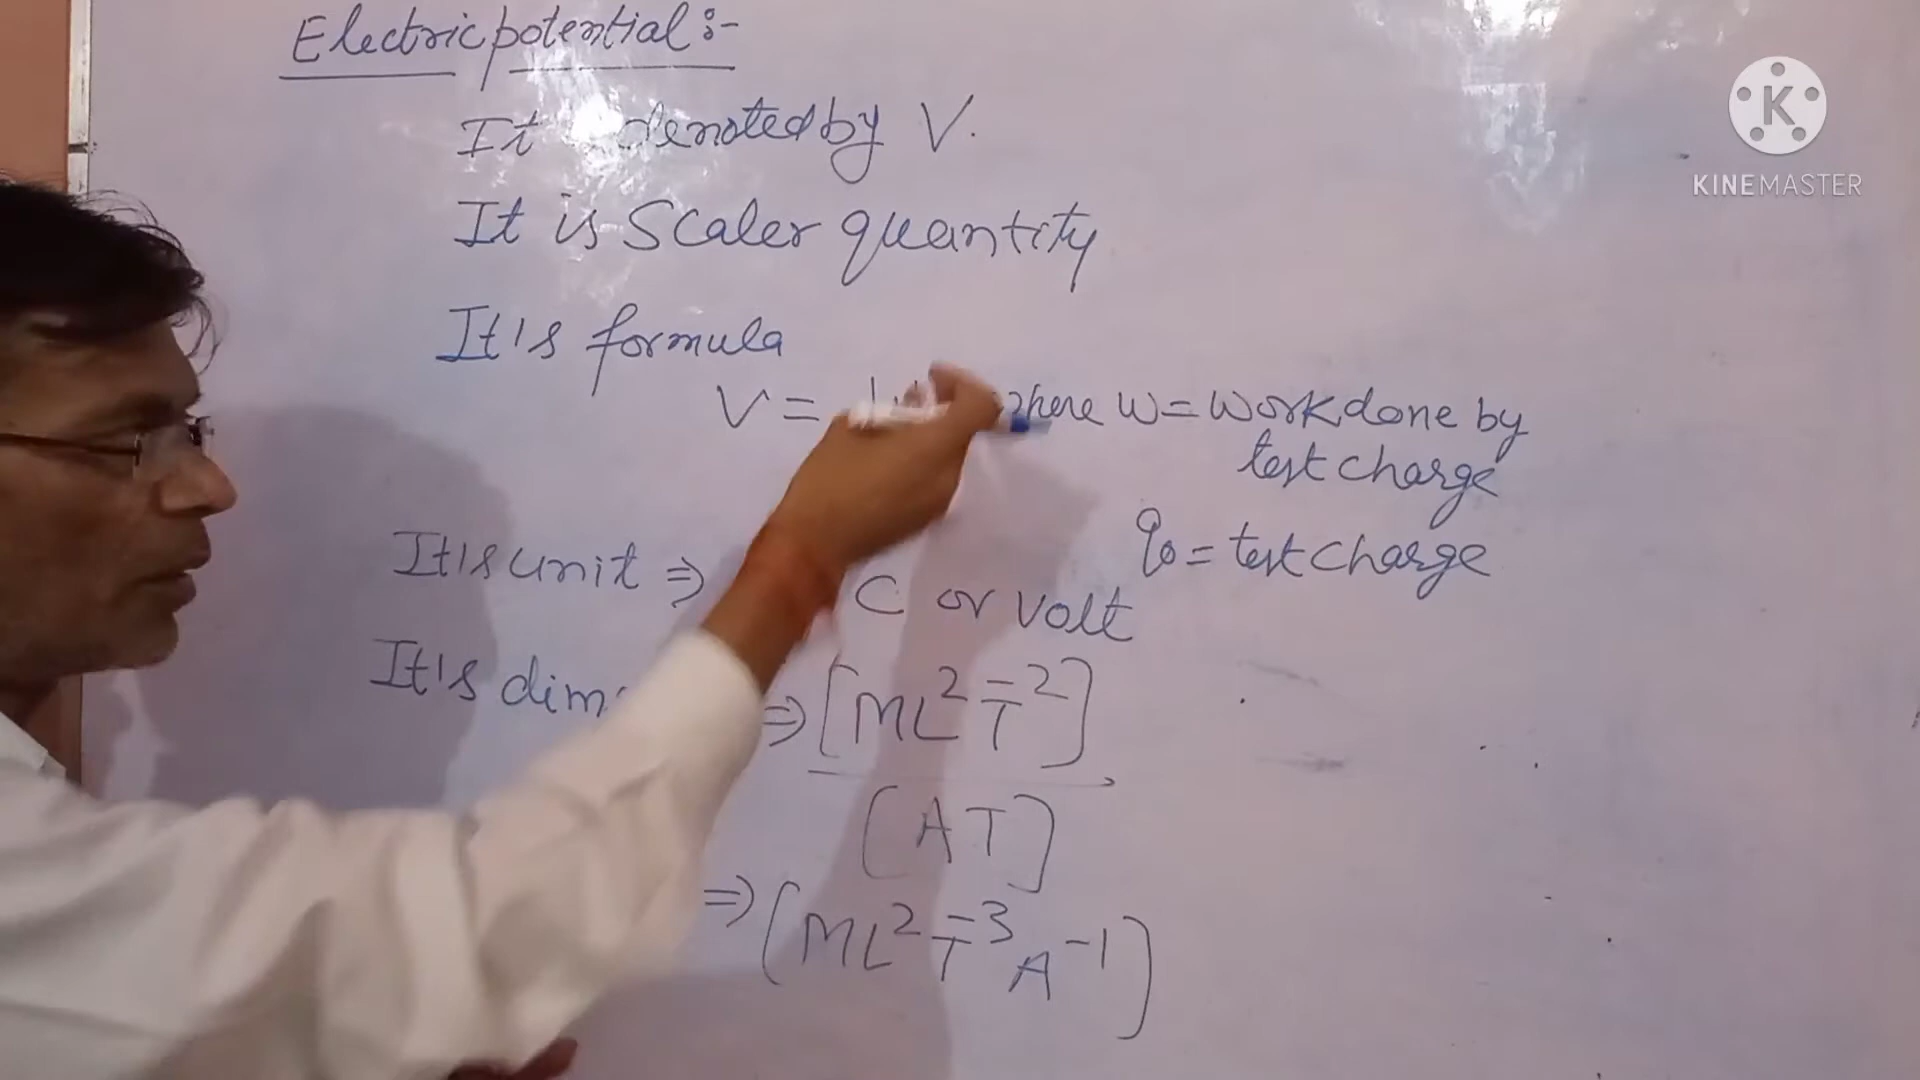 Electric potential :-
It denoted by V.
It is Scaler quantity
It's formula
V = where W = Work done by
test charge
q₀ = test charge
It's unit ⇒ C or Volt
It's dim ⇒ [ML²T⁻²]
[AT]
⇒ [ML²T⁻³A⁻¹]
K
KINEMASTER